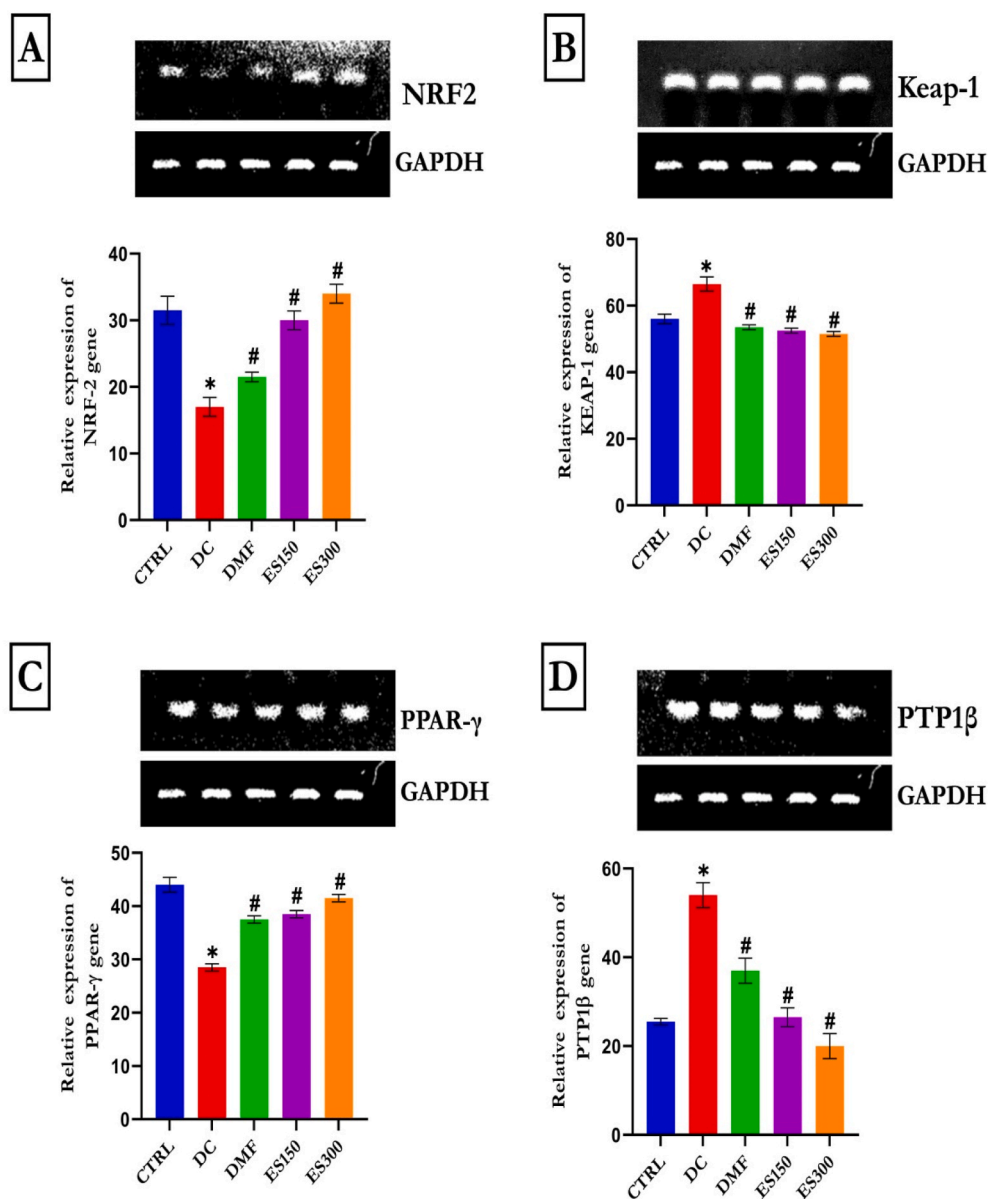 A
NRF2
GAPDH
Relative expression of
NRF-2 gene
40
30
20
10
0
*
#
#
#
CTRL
DC
DMF
ES150
ES300
B
Keap-1
GAPDH
Relative expression of
KEAP-1 gene
80
60
40
20
0
*
#
#
#
CTRL
DC
DMF
ES150
ES300
C
PPAR-γ
GAPDH
Relative expression of
PPAR-γ gene
50
40
30
20
10
0
*
#
#
#
CTRL
DC
DMF
ES150
ES300
D
PTP1β
GAPDH
Relative expression of
PTP1β gene
60
40
20
0
*
#
#
#
CTRL
DC
DMF
ES150
ES300